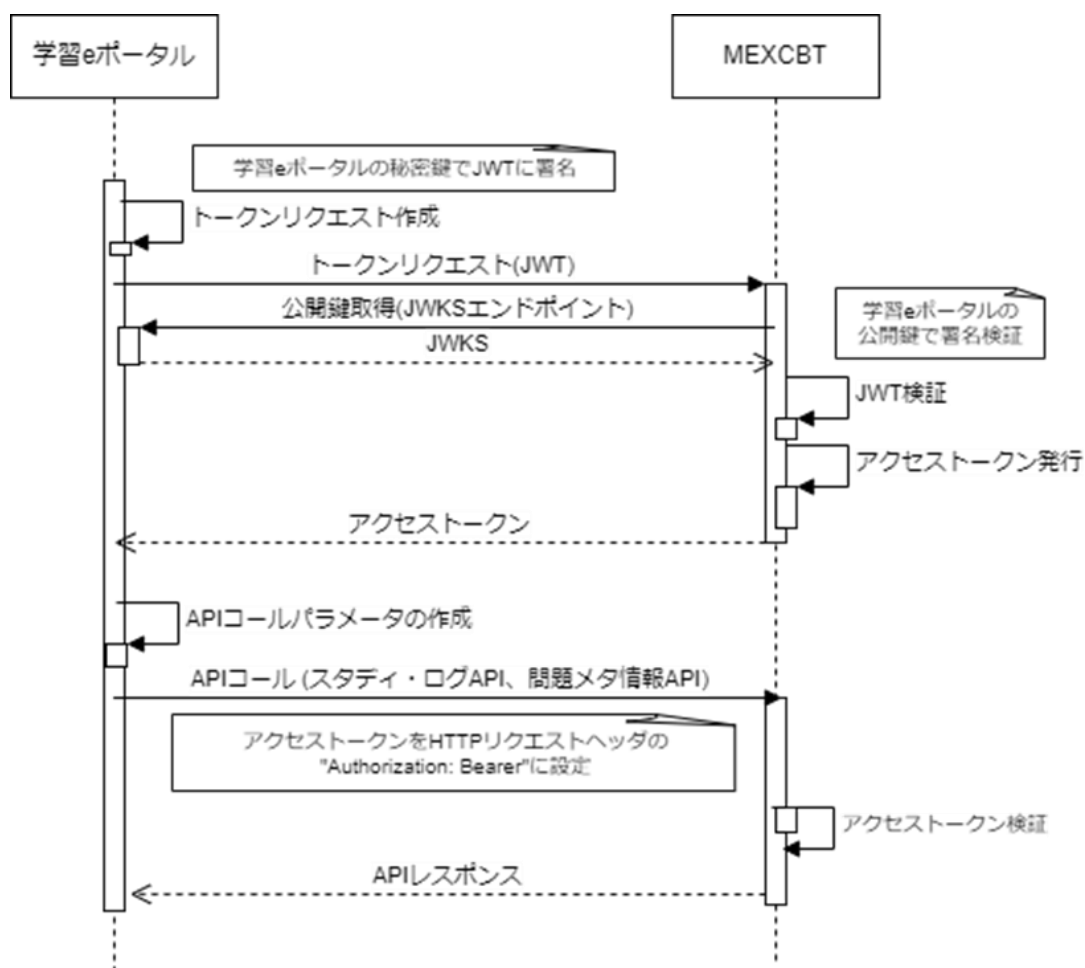 学習eポータル
MEXCBT
学習eポータルの秘密鍵でJWTに署名
トークンリクエスト作成
トークンリクエスト(JWT)
公開鍵取得(JWKSエンドポイント)
学習eポータルの
公開鍵で署名検証
JWKS
JWT検証
アクセストークン発行
アクセストークン
APIコールパラメータの作成
APIコール (スタディ・ログAPI、問題メタ情報API)
アクセストークンをHTTPリクエストヘッダの
"Authorization: Bearer"に設定
アクセストークン検証
APIレスポンス